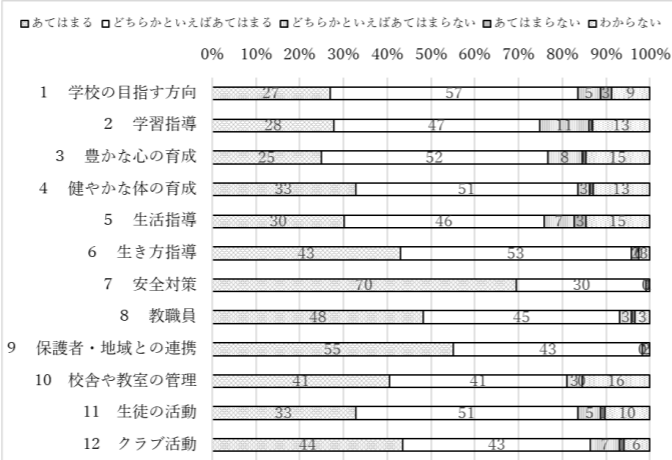 あてはまる どちらかといえばあてはまる どちらかといえばあてはまらない あてはまらない わからない
0% 10% 20% 30% 40% 50% 60% 70% 80% 90% 100%
1 学校の目指す方向 27 57 5 3 9
2 学習指導 28 47 11 13
3 豊かな心の育成 25 52 8 15
4 健やかな体の育成 33 51 3 13
5 生活指導 30 46 7 3 15
6 生き方指導 43 53 3
7 安全対策 70 30 0
8 教職員 48 45 3 3
9 保護者・地域との連携 55 43 0 2
10 校舎や教室の管理 41 41 3 0 16
11 生徒の活動 33 51 5 10
12 クラブ活動 44 43 7 6